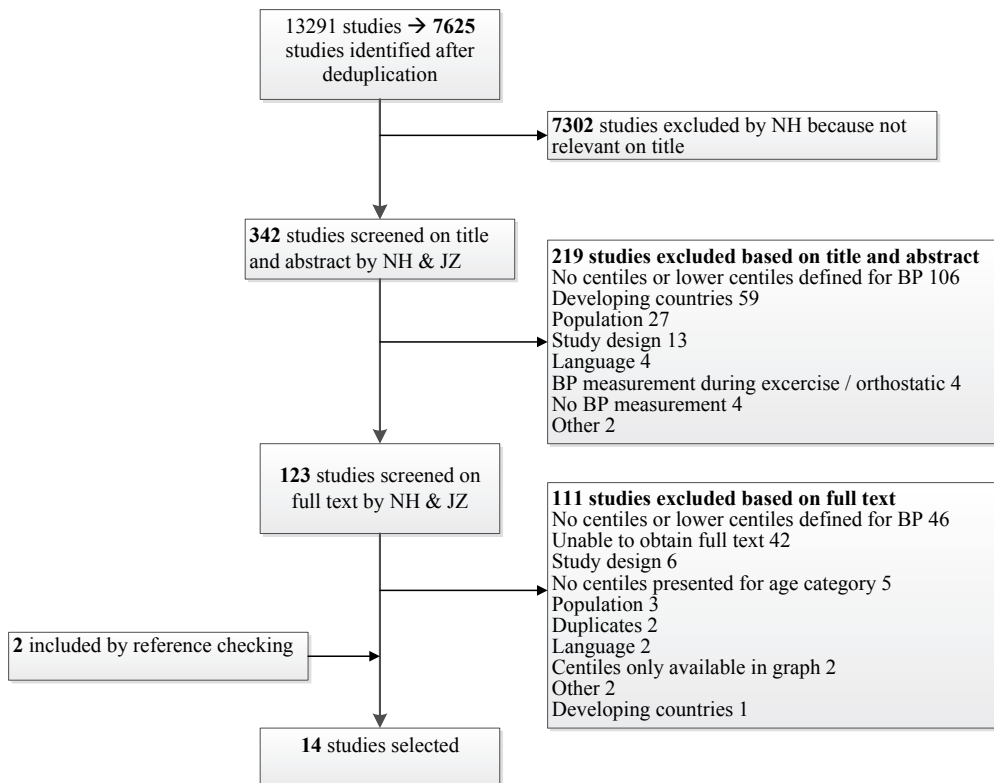 13291 studies → 7625
studies identified after
deduplication
7302 studies excluded by NH because not
relevant on title
342 studies screened on title
and abstract by NH & JZ
219 studies excluded based on title and abstract
No centiles or lower centiles defined for BP 106
Developing countries 59
Population 27
Study design 13
Language 4
BP measurement during excercise / orthostatic 4
No BP measurement 4
Other 2
123 studies screened on
full text by NH & JZ
111 studies excluded based on full text
No centiles or lower centiles defined for BP 46
Unable to obtain full text 42
Study design 6
No centiles presented for age category 5
Population 3
Duplicates 2
Language 2
Centiles only available in graph 2
Other 2
Developing countries 1
2 included by reference checking
14 studies selected